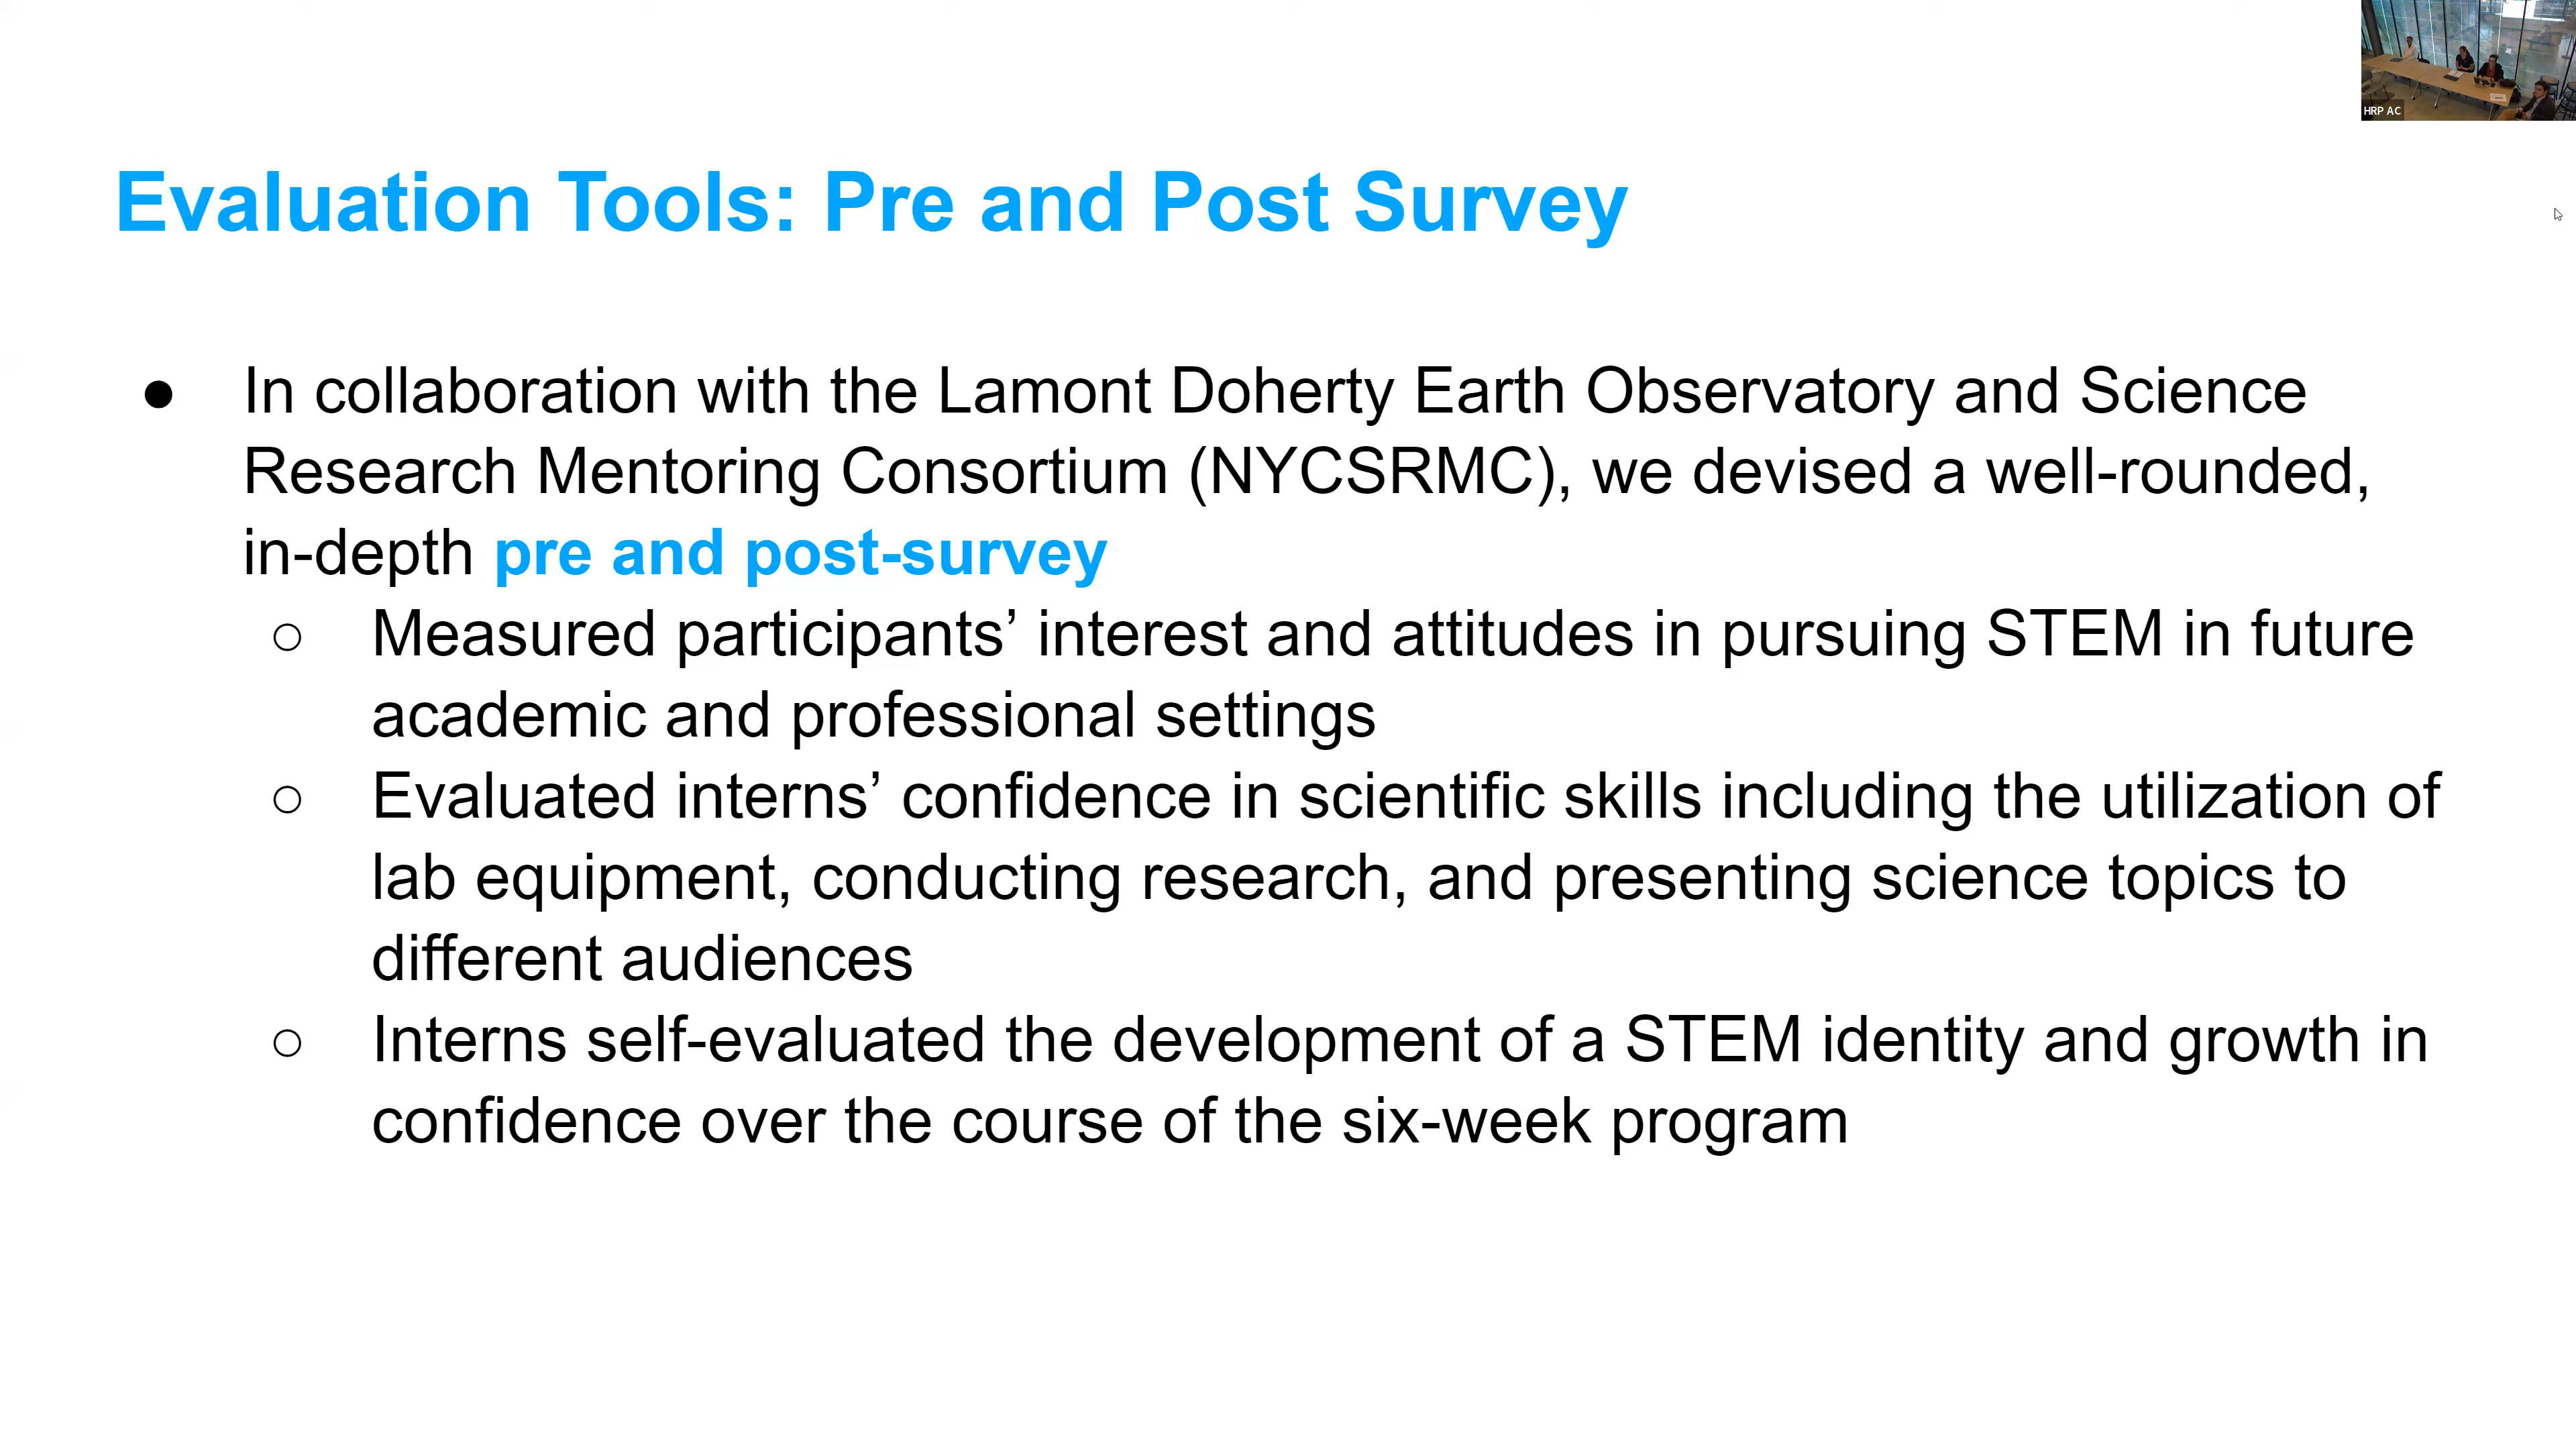 HRP AC
Evaluation Tools: Pre and Post Survey
● In collaboration with the Lamont Doherty Earth Observatory and Science
Research Mentoring Consortium (NYCSRMC), we devised a well-rounded,
in-depth pre and post-survey
○ Measured participants’ interest and attitudes in pursuing STEM in future
academic and professional settings
○ Evaluated interns’ confidence in scientific skills including the utilization of
lab equipment, conducting research, and presenting science topics to
different audiences
○ Interns self-evaluated the development of a STEM identity and growth in
confidence over the course of the six-week program